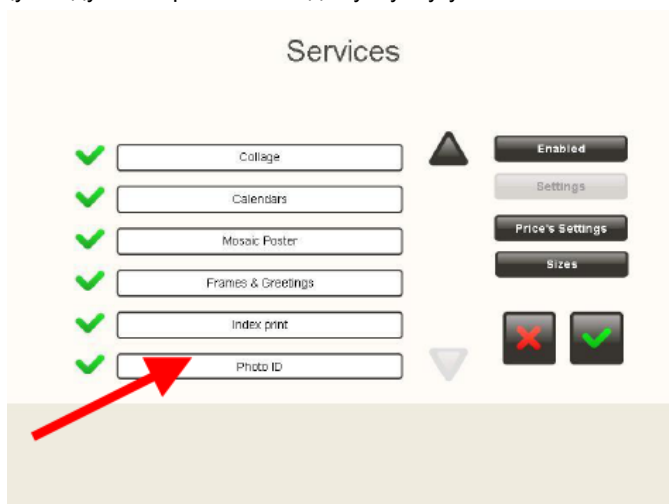 Services
Collage
Enabled
Calendars
Settings
Mosaic Poster
Price's Settings
Frames & Greetings
Sizes
Index print
Photo ID